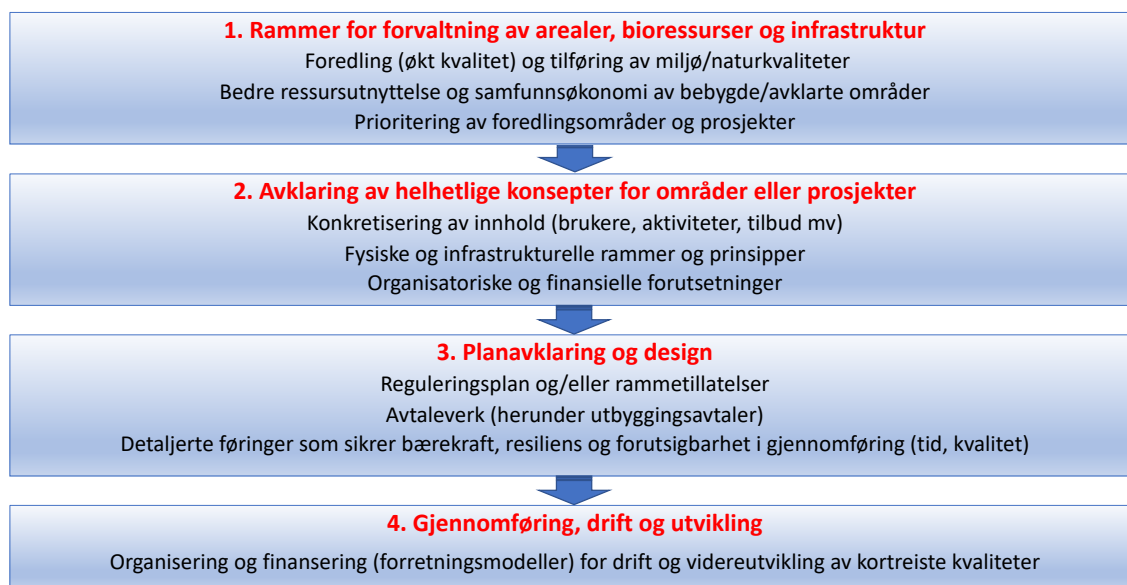 1. Rammer for forvaltning av arealer, bioressurser og infrastruktur
Foredling (økt kvalitet) og tilføring av miljø/naturkvaliteter
Bedre ressursutnyttelse og samfunnsøkonomi av bebygde/avklarte områder
Prioritering av foredlingsområder og prosjekter
2. Avklaring av helhetlige konsepter for områder eller prosjekter
Konkretisering av innhold (brukere, aktiviteter, tilbud mv)
Fysiske og infrastrukturelle rammer og prinsipper
Organisatoriske og finansielle forutsetninger
3. Planavklaring og design
Reguleringsplan og/eller rammetillatelser
Avtaleverk (herunder utbyggingsavtaler)
Detaljerte føringer som sikrer bærekraft, resiliens og forutsigbarhet i gjennomføring (tid, kvalitet)
4. Gjennomføring, drift og utvikling
Organisering og finansering (forretningsmodeller) for drift og videreutvikling av kortreiste kvaliteter